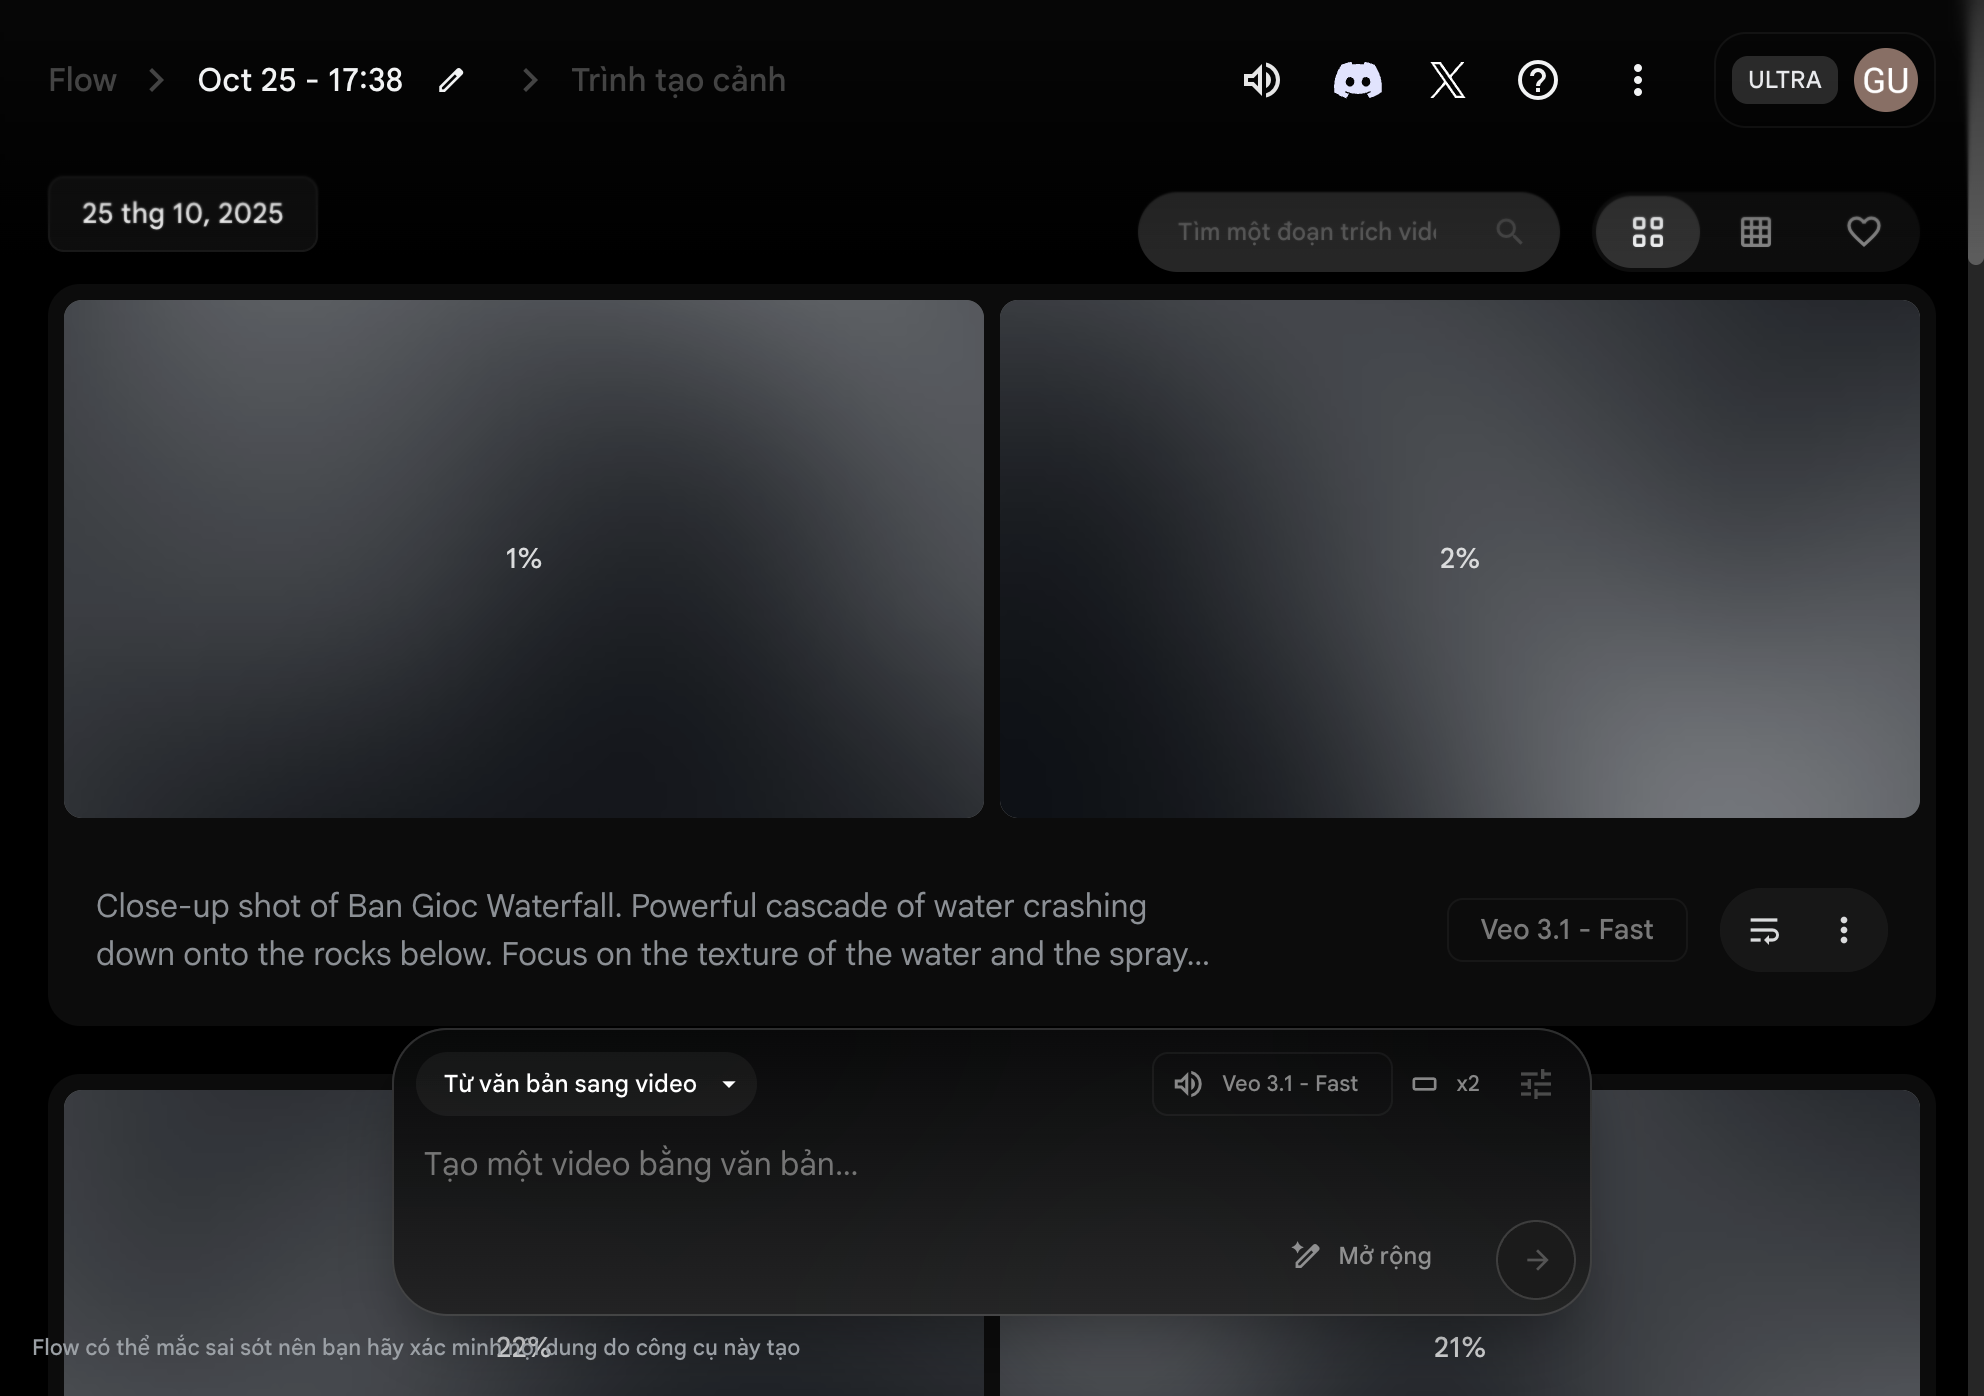 Flow
Oct 25 - 17:38
Trình tạo cảnh
ULTRA
GU
25 thg 10, 2025
Tìm một đoạn trích
1%
2%
Close-up shot of Ban Gioc Waterfall. Powerful cascade of water crashing
down onto the rocks below. Focus on the texture of the water and the spray...
Veo 3.1 - Fast
Từ văn bản sang video
Veo 3.1 - Fast
x2
Tạo một video bằng văn bản...
Mở rộng
Flow có thể mắc sai sót nên bạn hãy xác minh nội dung do công cụ này tạo
22%
21%